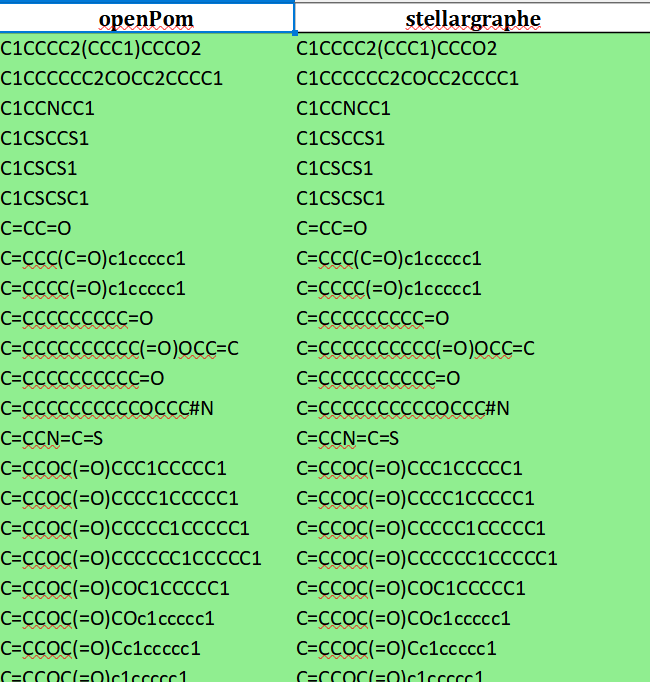 openPom stellargraphe
C1CCCC2(CCC1)CCCO2 C1CCCC2(CCC1)CCCO2
C1CCCCCC2COCC2CCCC1 C1CCCCCC2COCC2CCCC1
C1CCNCC1 C1CCNCC1
C1CSCCS1 C1CSCCS1
C1CSCS1 C1CSCS1
C1CSCSC1 C1CSCSC1
C=CC=O C=CC=O
C=CCC(C=O)c1ccccc1 C=CCC(C=O)c1ccccc1
C=CCCC(=O)c1ccccc1 C=CCCC(=O)c1ccccc1
C=CCCCCCCCC=O C=CCCCCCCCC=O
C=CCCCCCCCCC(=O)OCC=C C=CCCCCCCCCC(=O)OCC=C
C=CCCCCCCCCC=O C=CCCCCCCCCC=O
C=CCCCCCCCCCOCCC#N C=CCCCCCCCCCOCCC#N
C=CCN=C=S C=CCN=C=S
C=CCOC(=O)CCC1CCCCC1 C=CCOC(=O)CCC1CCCCC1
C=CCOC(=O)CCCC1CCCCC1 C=CCOC(=O)CCCC1CCCCC1
C=CCOC(=O)CCCCC1CCCCC1 C=CCOC(=O)CCCCC1CCCCC1
C=CCOC(=O)CCCCCC1CCCCC1 C=CCOC(=O)CCCCCC1CCCCC1
C=CCOC(=O)COC1CCCCC1 C=CCOC(=O)COC1CCCCC1
C=CCOC(=O)COc1ccccc1 C=CCOC(=O)COc1ccccc1
C=CCOC(=O)Cc1ccccc1 C=CCOC(=O)Cc1ccccc1
C=CCOC(=O)c1ccccc1 C=CCOC(=O)c1ccccc1